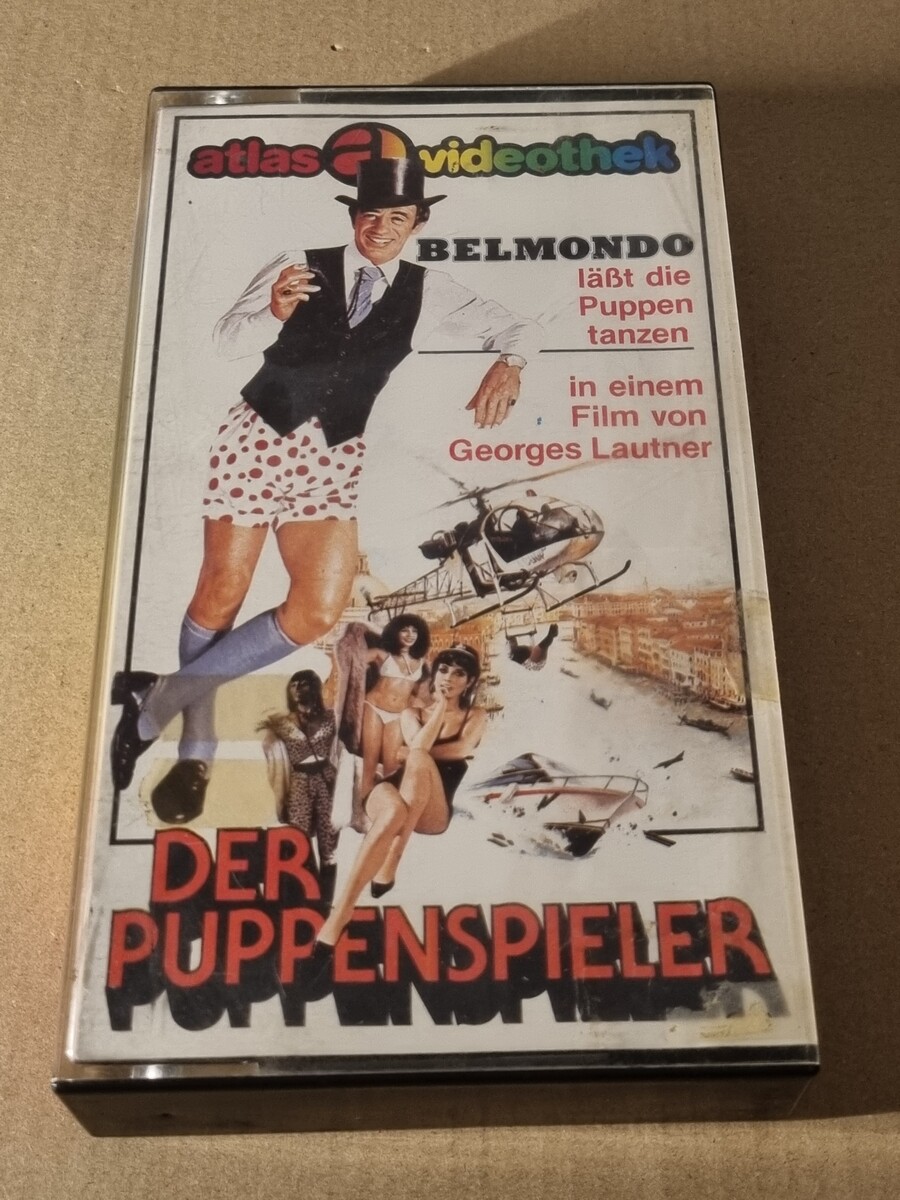 atlas a videothek
BELMONDO
läßt die
Puppen
tanzen
in einem
Film von
Georges Lautner
DER
PUPPENSPIELER